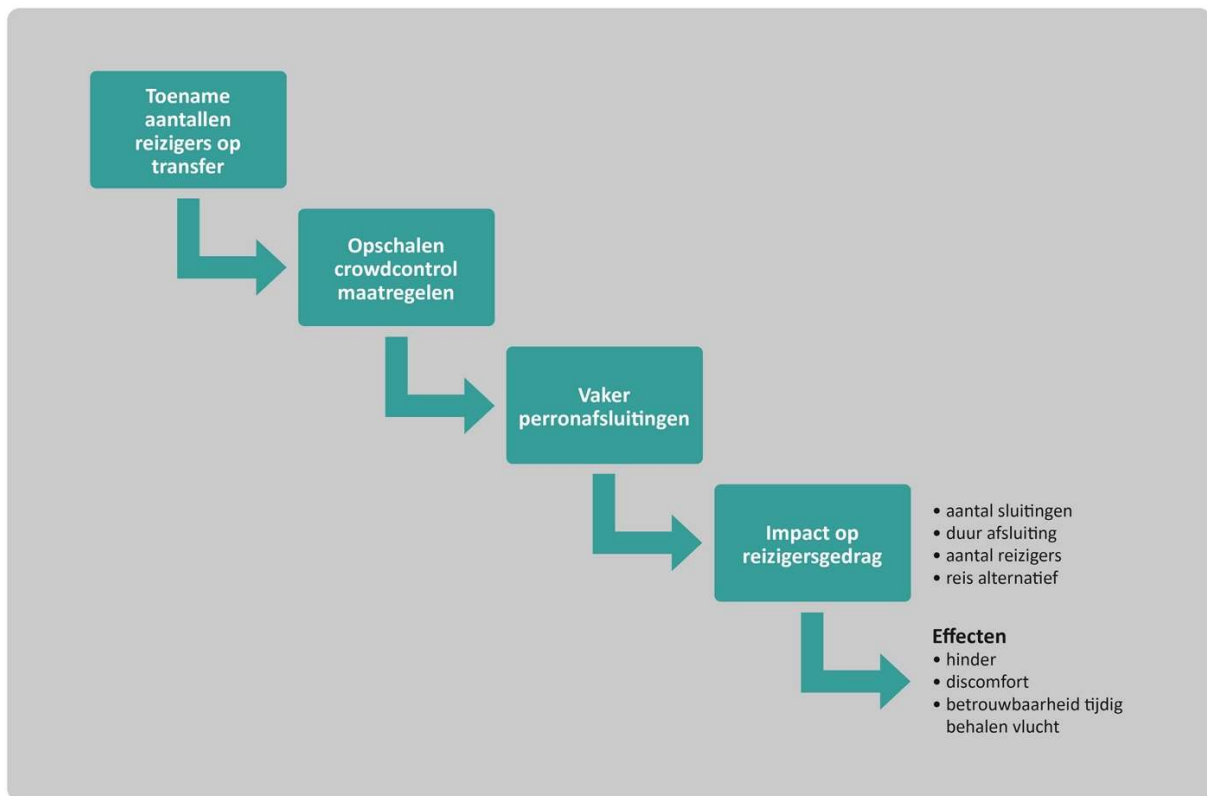 Toename
aantallen
reizigers op
transfer
Opschalen
crowdcontrol
maatregelen
Vaker
perronafsluitingen
Impact op
reizigersgedrag
• aantal sluitingen
• duur afsluiting
• aantal reizigers
• reis alternatief
Effecten
• hinder
• discomfort
• betrouwbaarheid tijdig
behalen vlucht